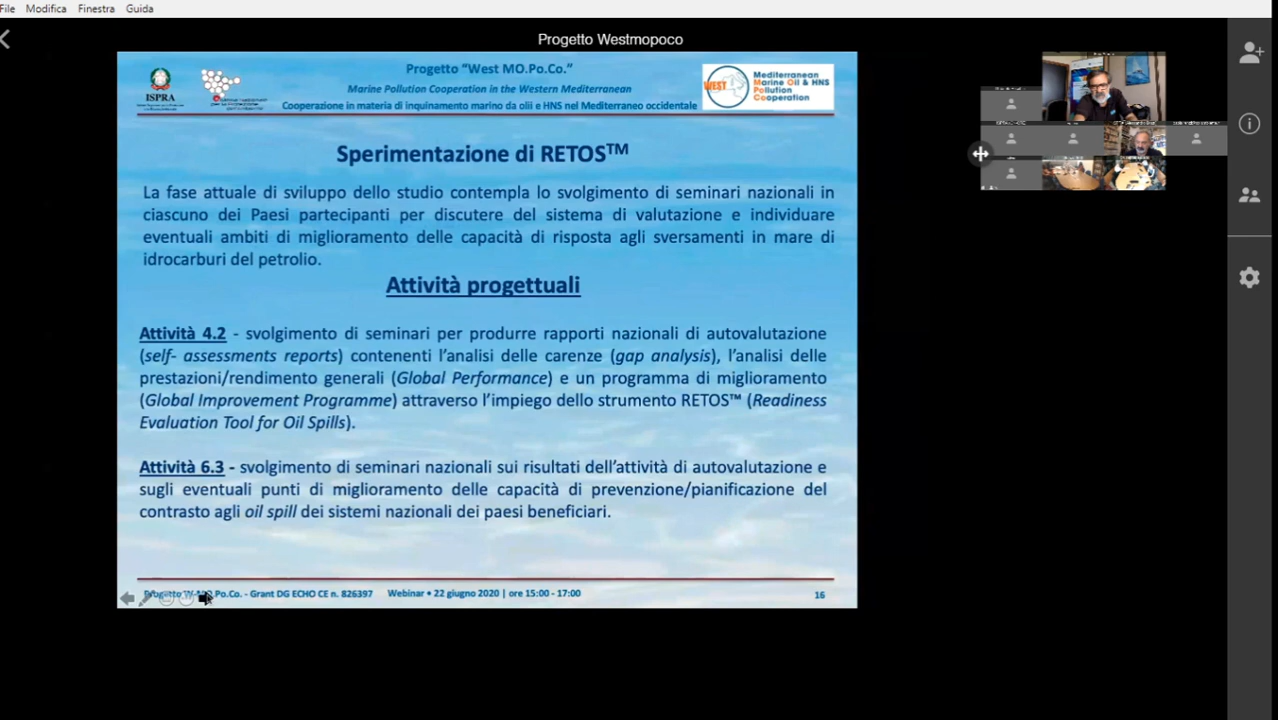 File Modifica Finestra Guida
Progetto Westmopoco
ISPRA
Progetto “West MO.Po.Co.”
Marine Pollution Cooperation in the Western Mediterranean
Cooperazione in materia di inquinamento marino da olii e HNS nel Mediterraneo occidentale
WEST
Mediterranean
Marine Oil & HNS
Pollution
Cooperation
Sperimentazione di RETOS™
La fase attuale di sviluppo dello studio contempla lo svolgimento di seminari nazionali in
ciascuno dei Paesi partecipanti per discutere del sistema di valutazione e individuare
eventuali ambiti di miglioramento delle capacità di risposta agli sversamenti in mare di
idrocarburi del petrolio.
Attività progettuali
Attività 4.2 - svolgimento di seminari per produrre rapporti nazionali di autovalutazione
(self- assessments reports) contenenti l’analisi delle carenze (gap analysis), l’analisi delle
prestazioni/rendimento generali (Global Performance) e un programma di miglioramento
(Global Improvement Programme) attraverso l’impiego dello strumento RETOS™ (Readiness
Evaluation Tool for Oil Spills).
Attività 6.3 - svolgimento di seminari nazionali sui risultati dell’attività di autovalutazione e
sugli eventuali punti di miglioramento delle capacità di prevenzione/pianificazione del
contrasto agli oil spill dei sistemi nazionali dei paesi beneficiari.
Progetto W.MO.Po.Co. - Grant DG ECHO CE n. 826397 Webinar • 22 giugno 2020 | ore 15:00 - 17:00 16